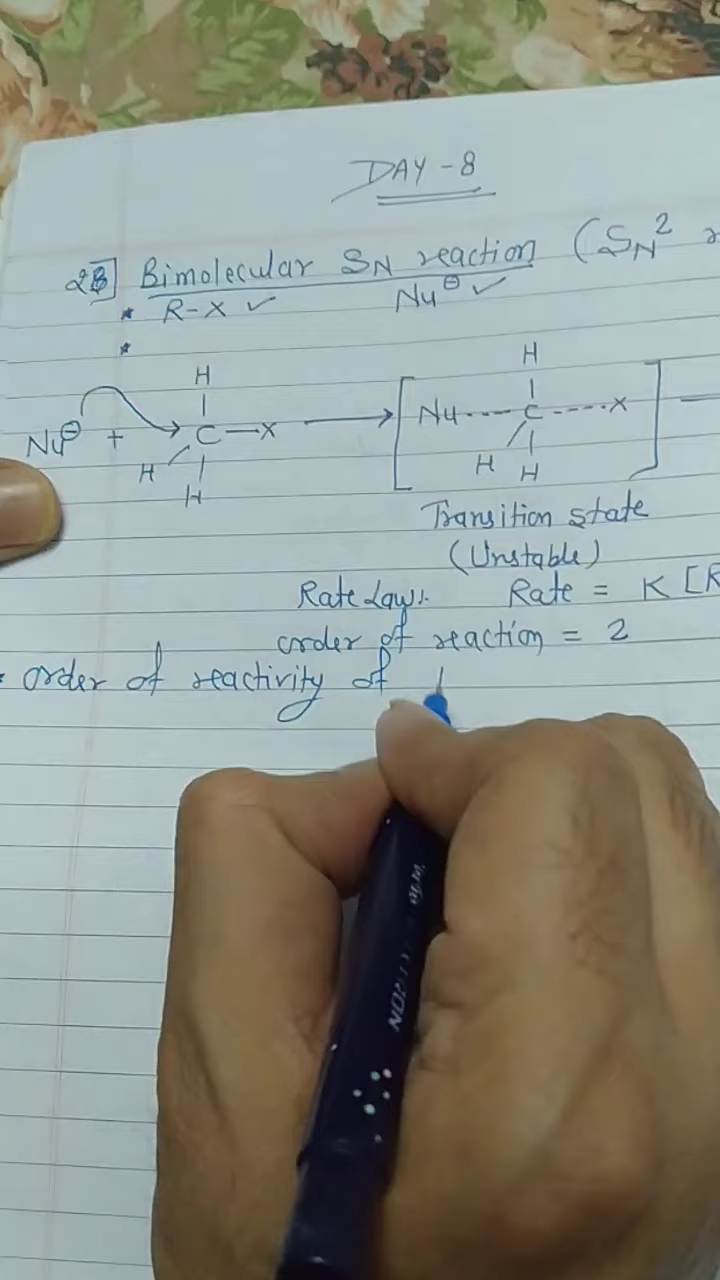 DAY - 8
2B] Bimolecular SN reaction (SN2
* R-X ✓ Nu⊖ ✓
*
H H
Nu⊖ + C—X ⟶ [ Nu----C----X ] —
H H
H H
Transition state
(Unstable)
Rate Law:- Rate = K [R
order of reaction = 2
* order of reactivity of